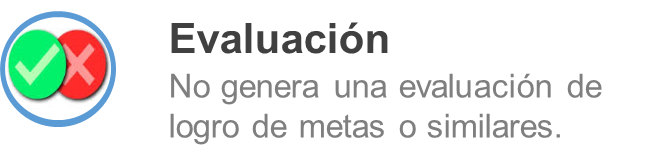 Evaluación
No genera una evaluación de
logro de metas o similares.